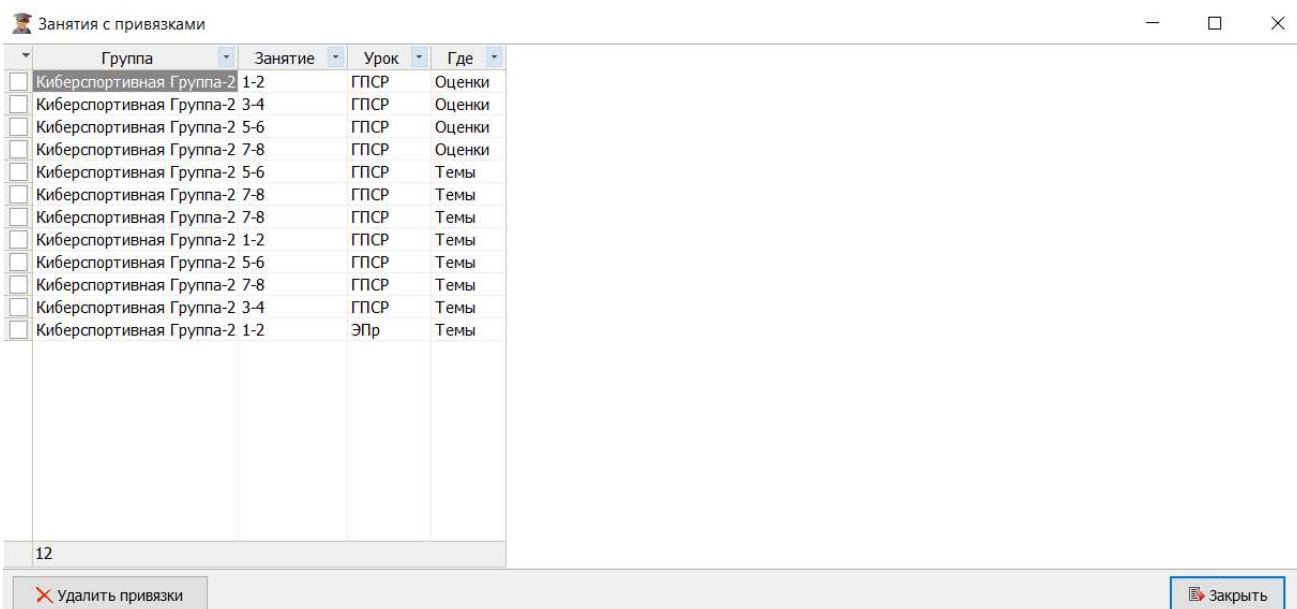 Занятия с привязками
Группа Занятие Урок Где
Киберспортивная Группа-2 1-2 ГПСР Оценки
Киберспортивная Группа-2 3-4 ГПСР Оценки
Киберспортивная Группа-2 5-6 ГПСР Оценки
Киберспортивная Группа-2 7-8 ГПСР Оценки
Киберспортивная Группа-2 5-6 ГПСР Темы
Киберспортивная Группа-2 7-8 ГПСР Темы
Киберспортивная Группа-2 7-8 ГПСР Темы
Киберспортивная Группа-2 1-2 ГПСР Темы
Киберспортивная Группа-2 5-6 ГПСР Темы
Киберспортивная Группа-2 7-8 ГПСР Темы
Киберспортивная Группа-2 3-4 ГПСР Темы
Киберспортивная Группа-2 1-2 ЭПр Темы
12
Удалить привязки Закрыть